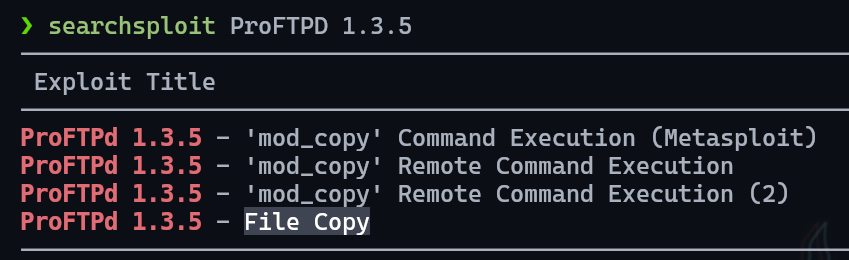 ❯ searchsploit ProFTPD 1.3.5
Exploit Title
ProFTPd 1.3.5 - 'mod_copy' Command Execution (Metasploit)
ProFTPd 1.3.5 - 'mod_copy' Remote Command Execution
ProFTPd 1.3.5 - 'mod_copy' Remote Command Execution (2)
ProFTPd 1.3.5 - File Copy